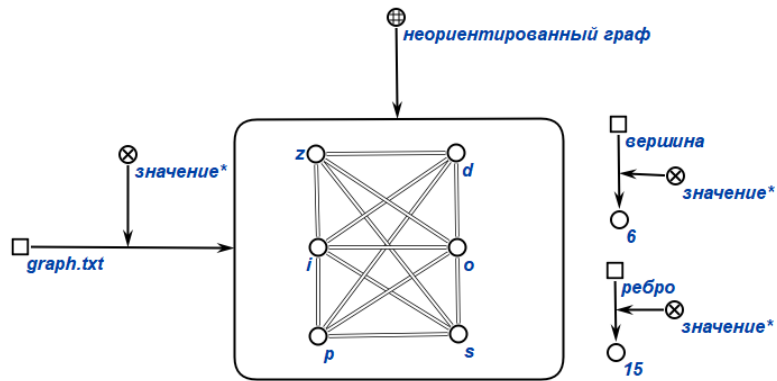 неориентированный граф
значение*
graph.txt
z
d
i
o
p
s
вершина
значение*
6
ребро
значение*
15